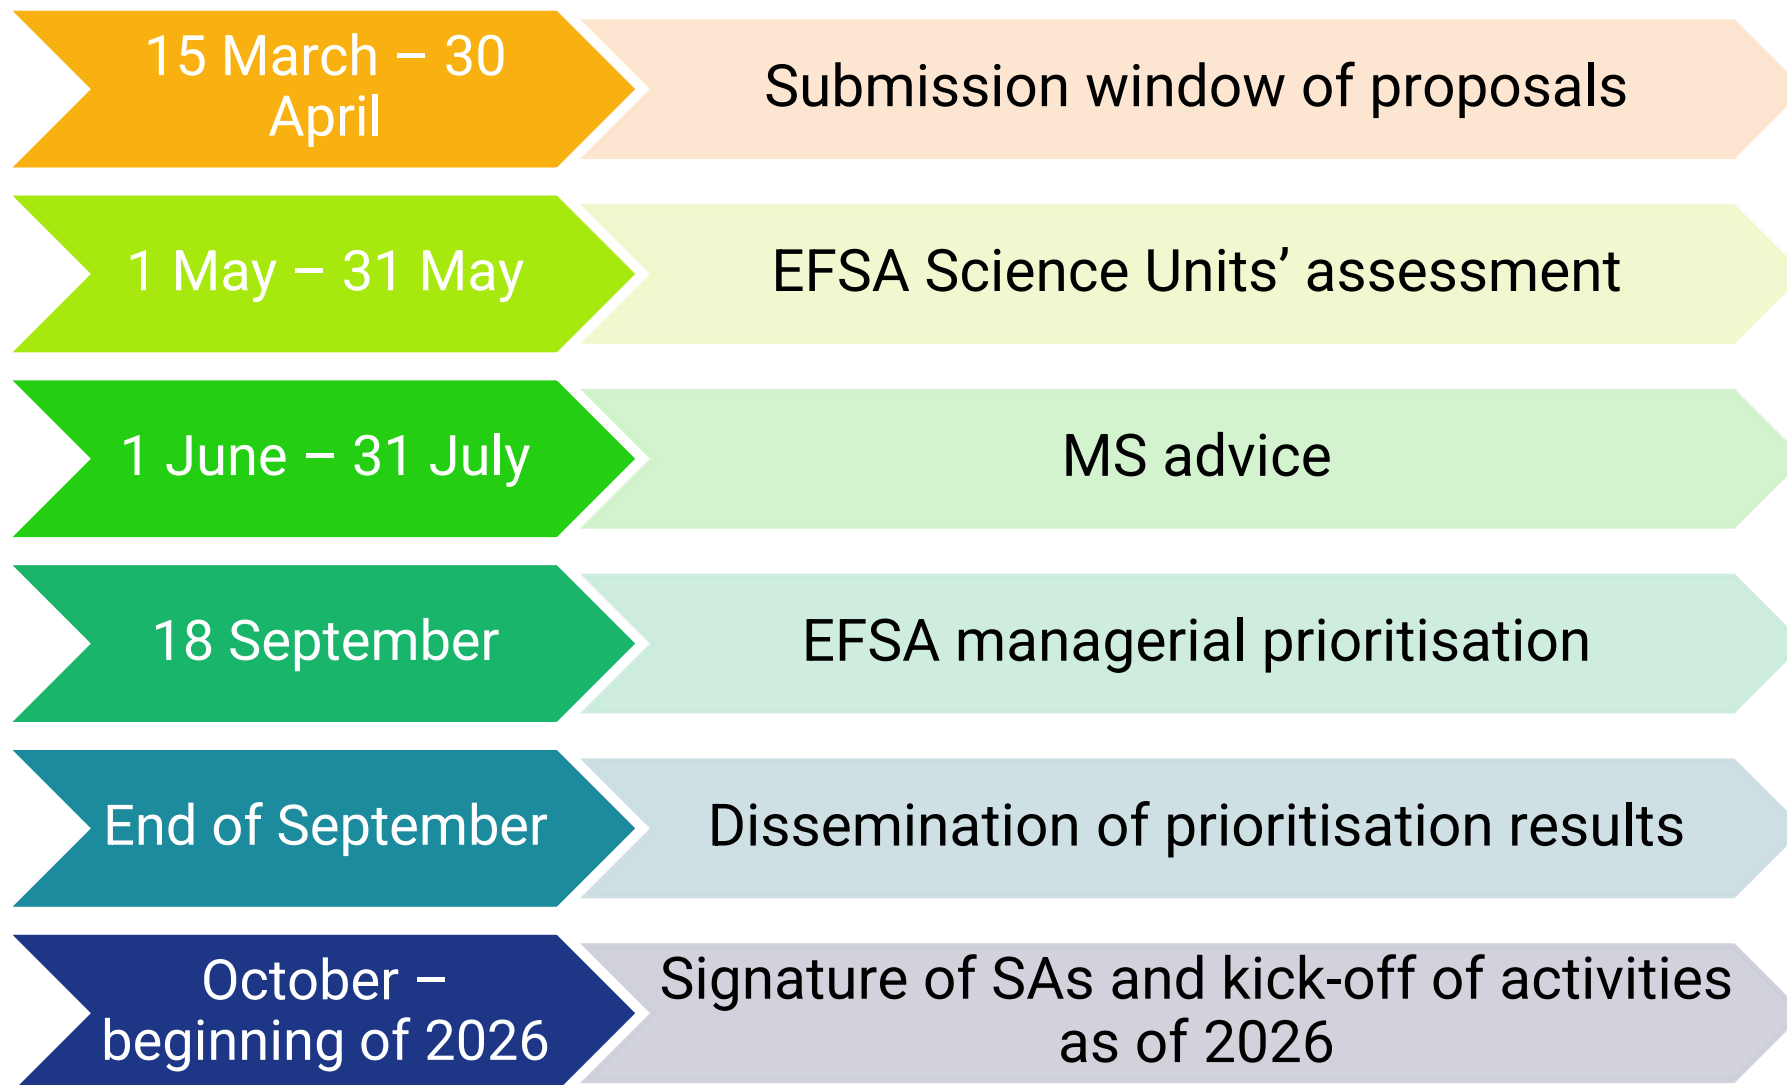 15 March – 30
April
Submission window of proposals
1 May – 31 May
EFSA Science Units’ assessment
1 June – 31 July
MS advice
18 September
EFSA managerial prioritisation
End of September
Dissemination of prioritisation results
October –
beginning of 2026
Signature of SAs and kick-off of activities
as of 2026